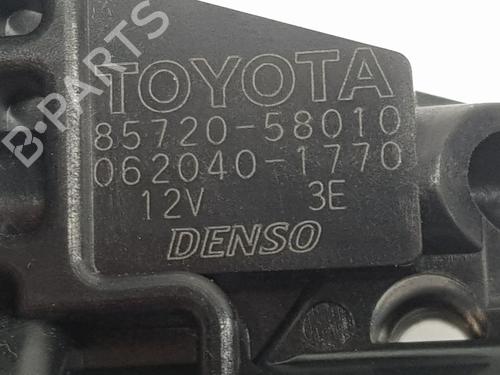 B-PARTS
TOYOTA
85720-58010
062040-1770
12V 3E
DENSO